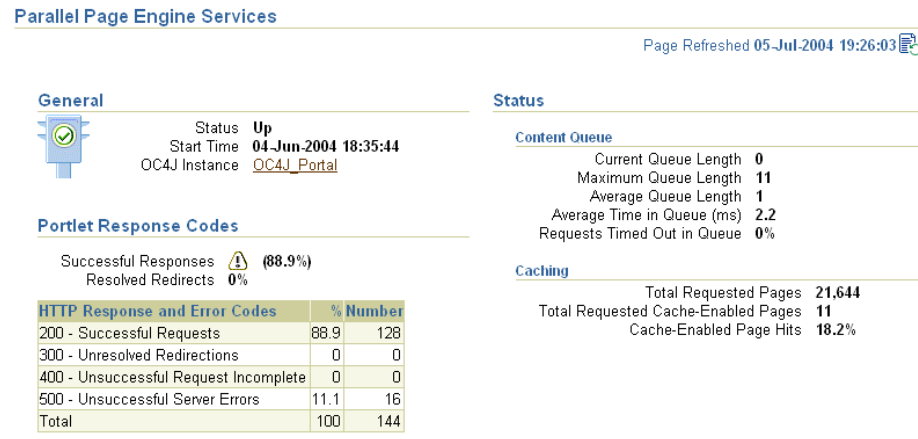 Parallel Page Engine Services
Page Refreshed 05-Jul-2004 19:26:03
General
Status Up
Start Time 04-Jun-2004 18:35:44
OC4J Instance OC4J_Portal
Portlet Response Codes
Successful Responses (88.9%)
Resolved Redirects 0%
HTTP Response and Error Codes % Number
200 - Successful Requests 88.9 128
300 - Unresolved Redirections 0 0
400 - Unsuccessful Request Incomplete 0 0
500 - Unsuccessful Server Errors 11.1 16
Total 100 144
Status
Content Queue
Current Queue Length 0
Maximum Queue Length 11
Average Queue Length 1
Average Time in Queue (ms) 2.2
Requests Timed Out in Queue 0%
Caching
Total Requested Pages 21,644
Total Requested Cache-Enabled Pages 11
Cache-Enabled Page Hits 18.2%